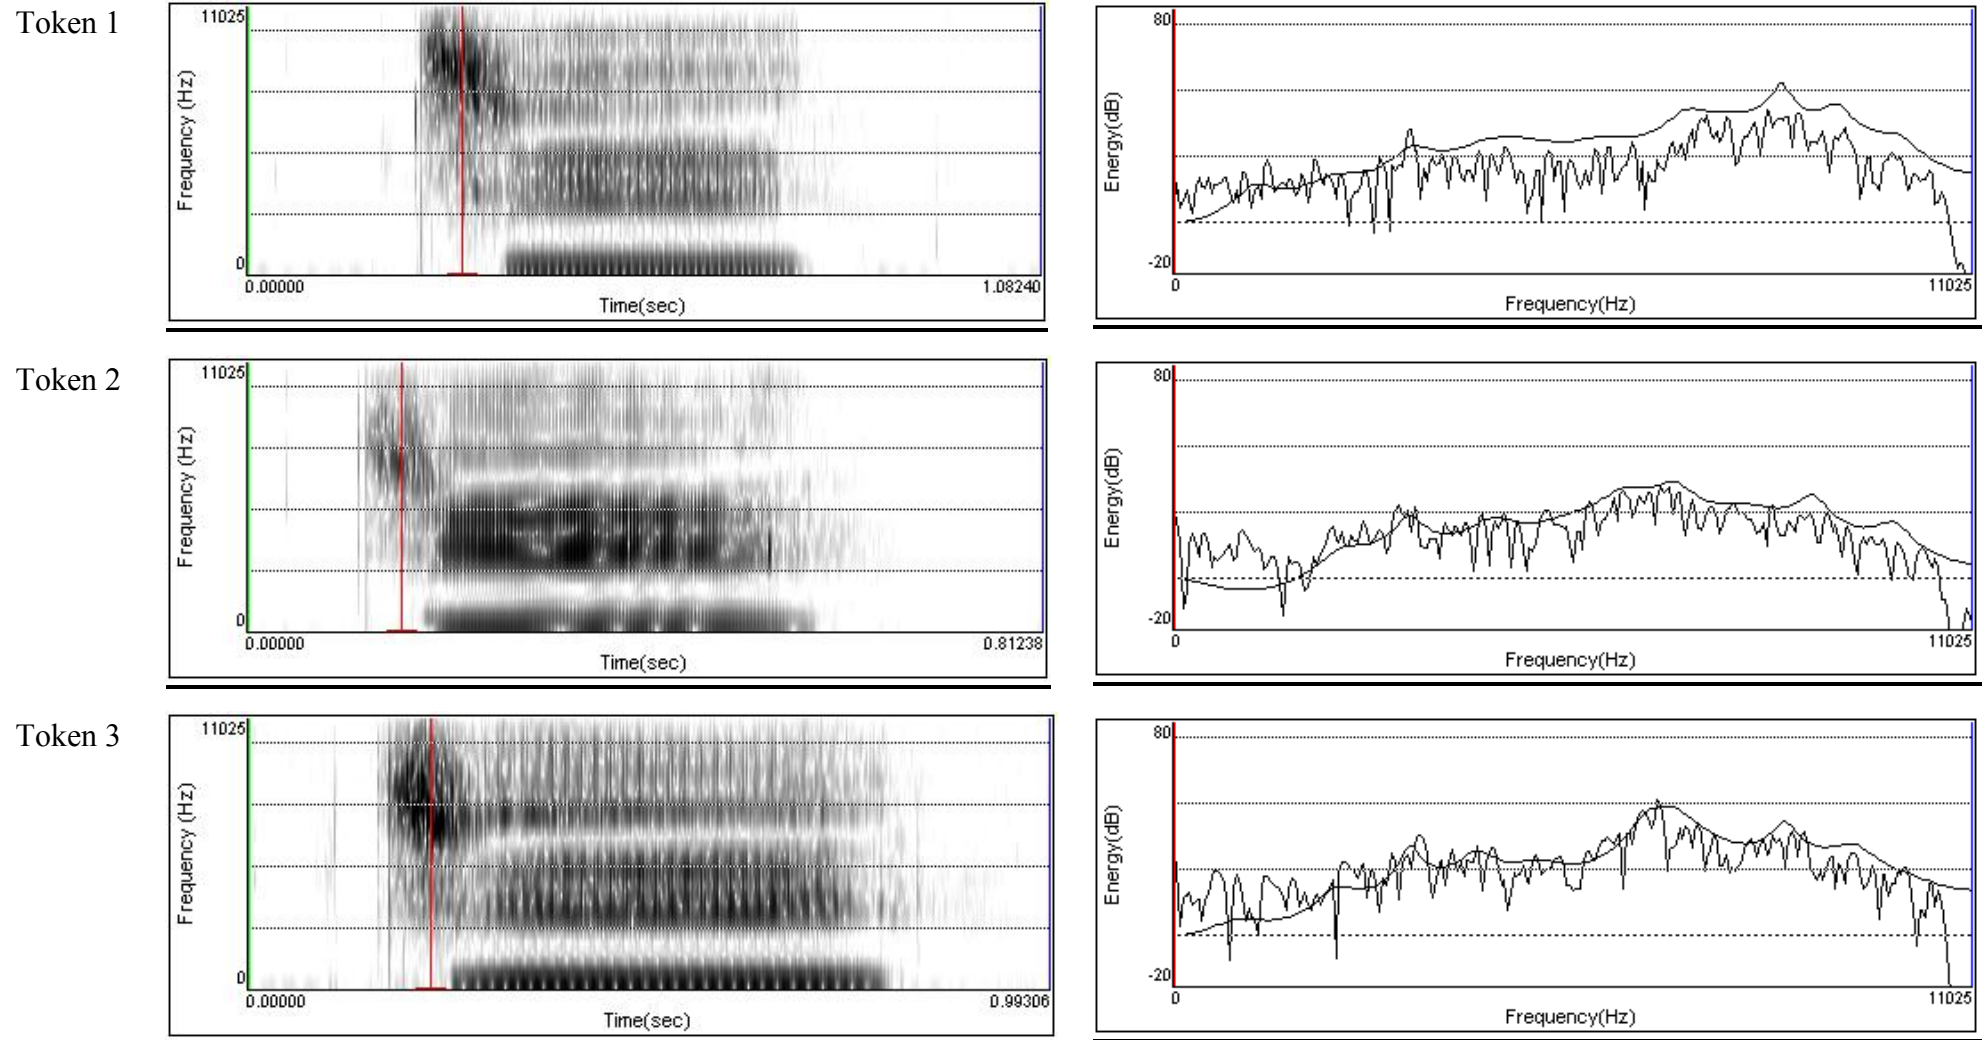 Token 1
11025
Frequency (Hz)
0
0.00000
1.08240
Time(sec)
80
Energy(dB)
-20
0
11025
Frequency(Hz)
Token 2
11025
Frequency (Hz)
0
0.00000
0.81238
Time(sec)
80
Energy(dB)
-20
0
11025
Frequency(Hz)
Token 3
11025
Frequency (Hz)
0
0.00000
0.99306
Time(sec)
80
Energy(dB)
-20
0
11025
Frequency(Hz)